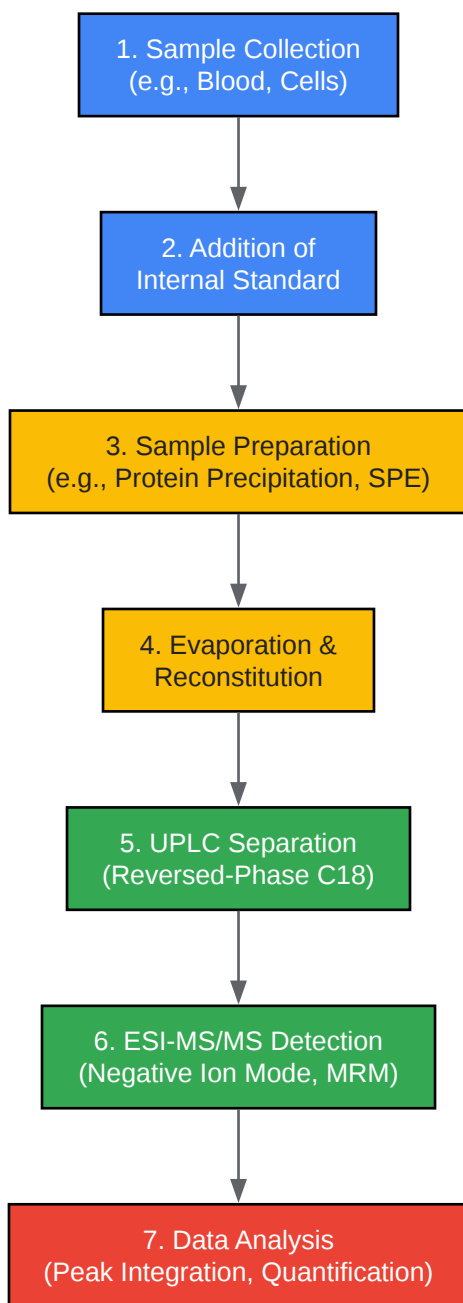 1. Sample Collection
(e.g., Blood, Cells)
2. Addition of
Internal Standard
3. Sample Preparation
(e.g., Protein Precipitation, SPE)
4. Evaporation &
Reconstitution
5. UPLC Separation
(Reversed-Phase C18)
6. ESI-MS/MS Detection
(Negative Ion Mode, MRM)
7. Data Analysis
(Peak Integration, Quantification)